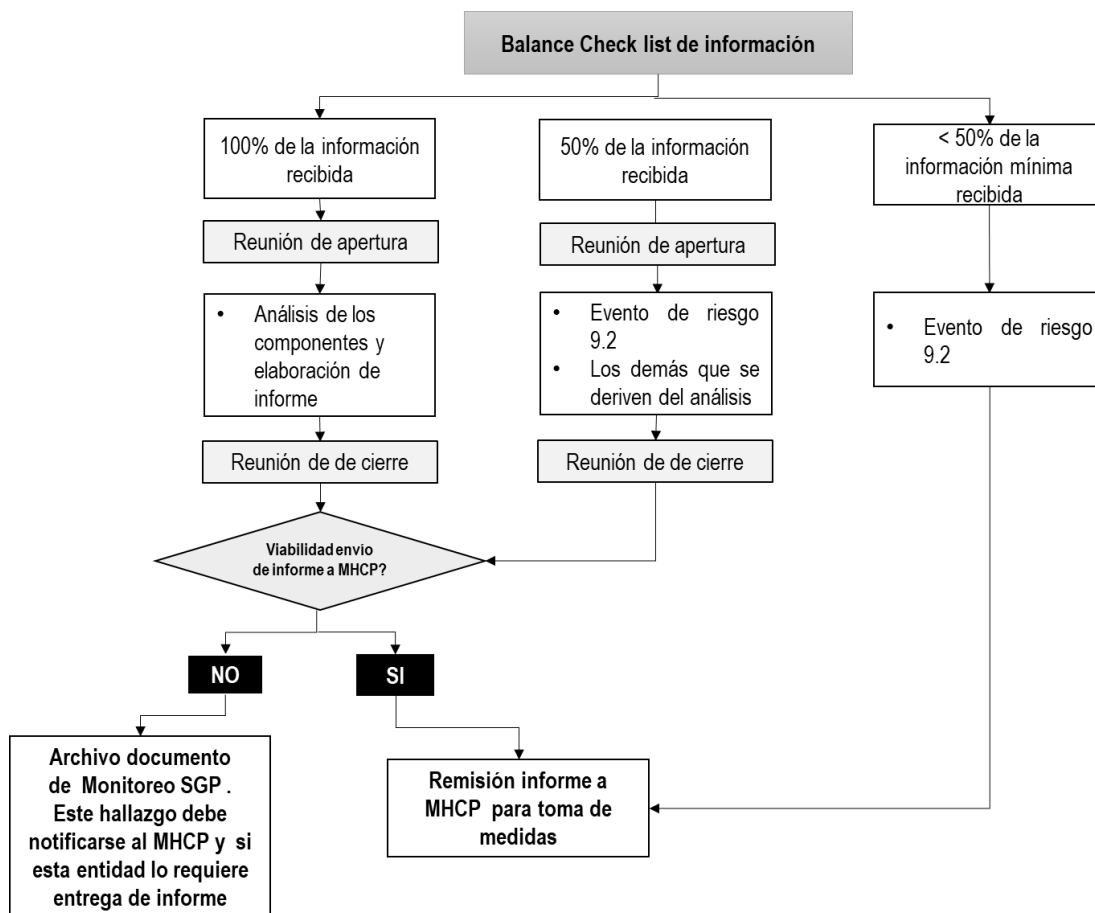 Balance Check list de información
100% de la información
recibida
50% de la información
recibida
< 50% de la
información mínima
recibida
Reunión de apertura
Reunión de apertura
• Análisis de los
componentes y
elaboración de
informe
• Evento de riesgo
9.2
• Los demás que se
deriven del análisis
• Evento de riesgo
9.2
Reunión de de cierre
Reunión de de cierre
Viabilidad envío
de informe a MHCP?
NO
SI
Archivo documento
de Monitoreo SGP .
Este hallazgo debe
notificarse al MHCP y si
esta entidad lo requiere
entrega de informe
Remisión informe a
MHCP para toma de
medidas